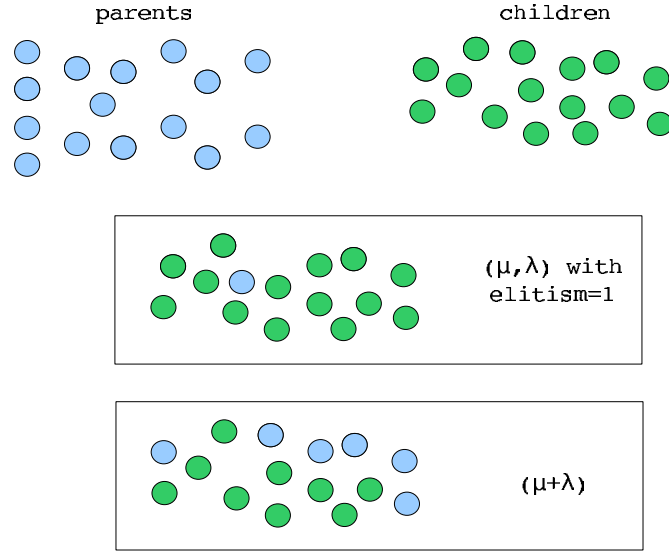 parents
children
(μ,λ) with
elitism=1
(μ+λ)